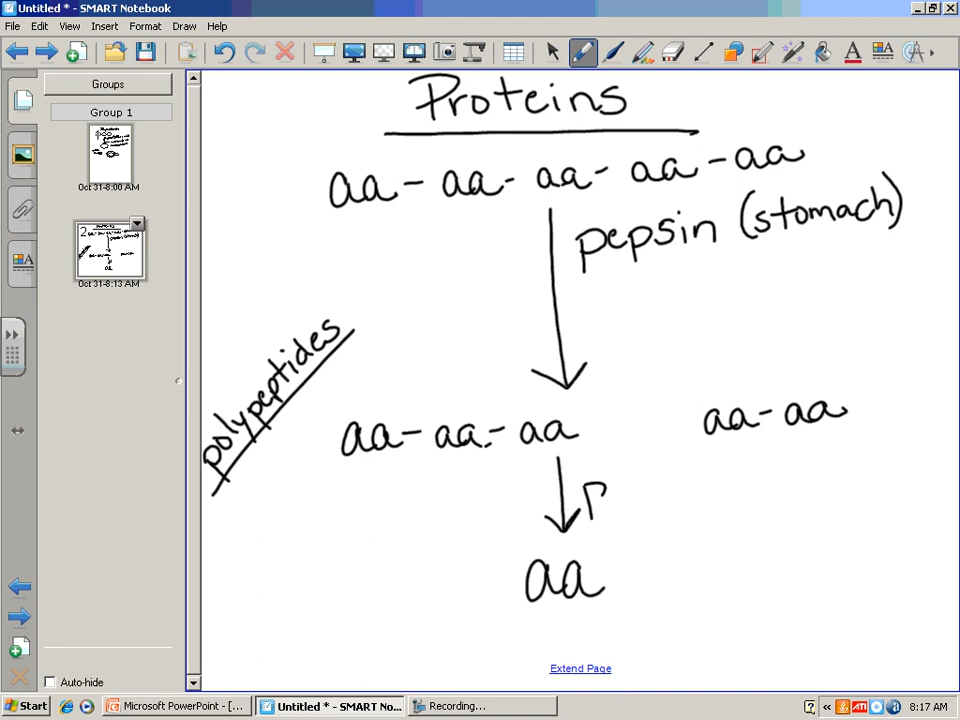 Untitled * - SMART Notebook
File Edit View Insert Format Draw Help
Groups
Group 1
Oct 31-8:00 AM
2
Oct 31-8:13 AM
Auto-hide
Proteins
aa - aa - aa - aa - aa
pepsin (stomach)
polypeptides
aa - aa - aa
aa - aa
aa
Extend Page
Start
Microsoft PowerPoint - [...
Untitled * - SMART No...
Recording...
8:17 AM